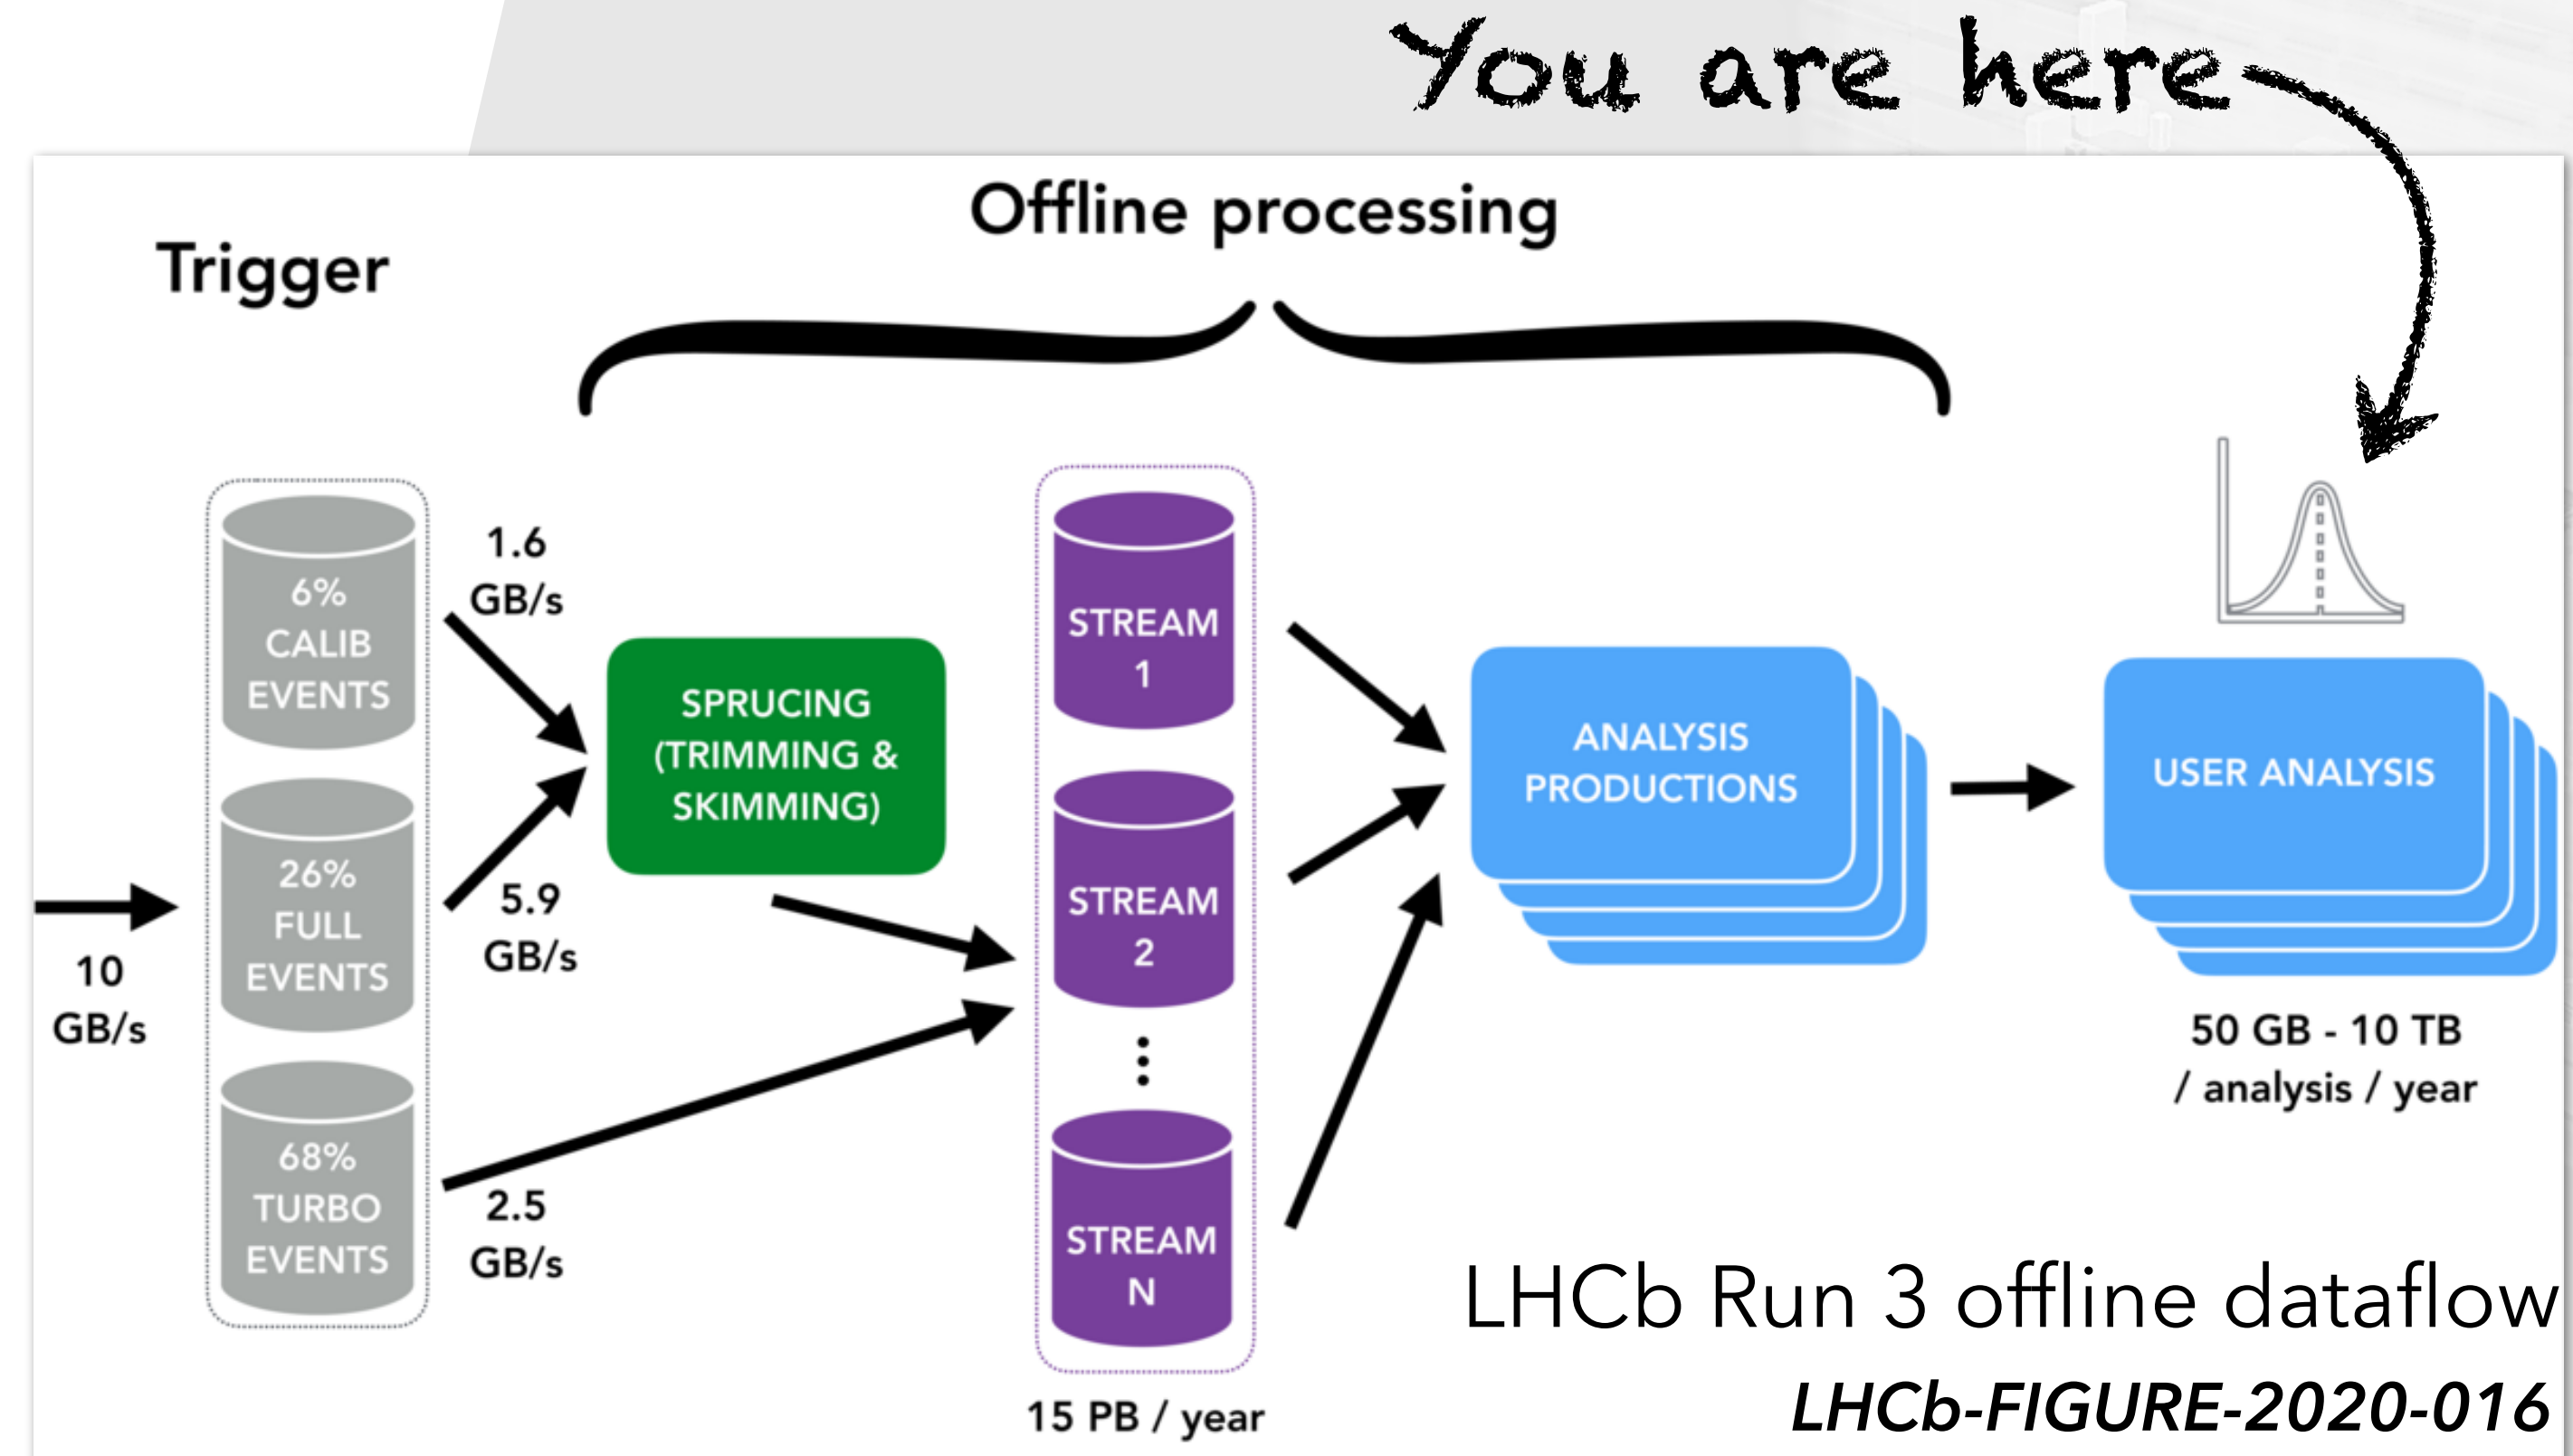 You are here
Offline processing
Trigger
10
GB/s
6%
CALIB
EVENTS
26%
FULL
EVENTS
68%
TURBO
EVENTS
1.6
GB/s
5.9
GB/s
2.5
GB/s
SPRUCING
(TRIMMING &
SKIMMING)
STREAM
1
STREAM
2
STREAM
N
15 PB / year
ANALYSIS
PRODUCTIONS
USER ANALYSIS
50 GB - 10 TB
/ analysis / year
LHCb Run 3 offline dataflow
LHCb-FIGURE-2020-016